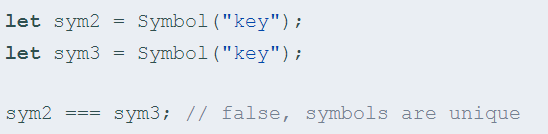 let sym2 = Symbol("key");
let sym3 = Symbol("key");
sym2 === sym3; // false, symbols are unique